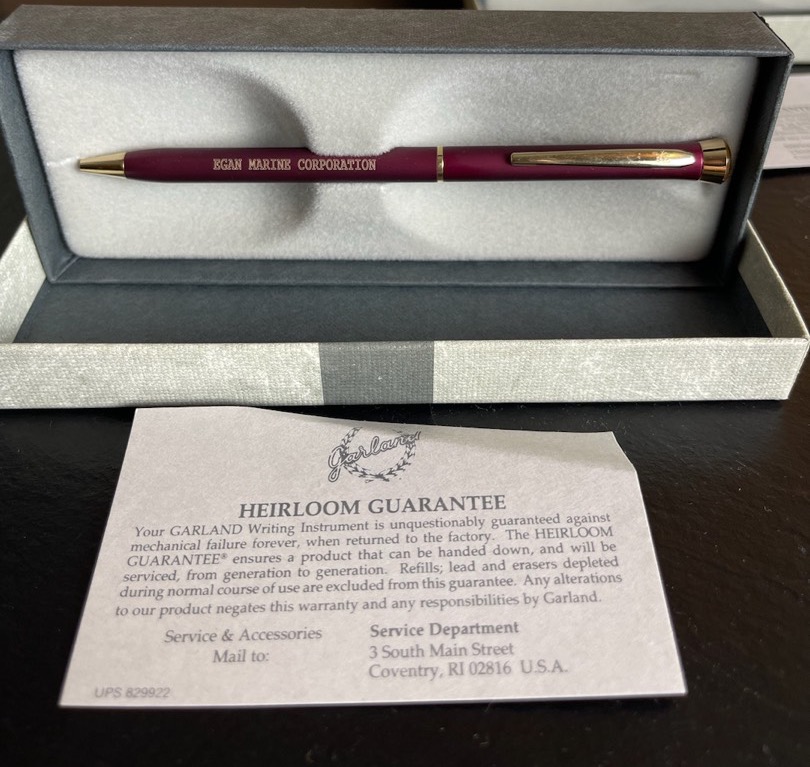 EGAN MARINE CORPORATION
Garland
HEIRLOOM GUARANTEE
Your GARLAND Writing Instrument is unquestionably guaranteed against
mechanical failure forever, when returned to the factory. The HEIRLOOM
GUARANTEE® ensures a product that can be handed down, and will be
serviced, from generation to generation. Refills; lead and erasers depleted
during normal course of use are excluded from this guarantee. Any alterations
to our product negates this warranty and any responsibilities by Garland.
Service & Accessories
Mail to:
Service Department
3 South Main Street
Coventry, RI 02816 U.S.A.
UPS 829922